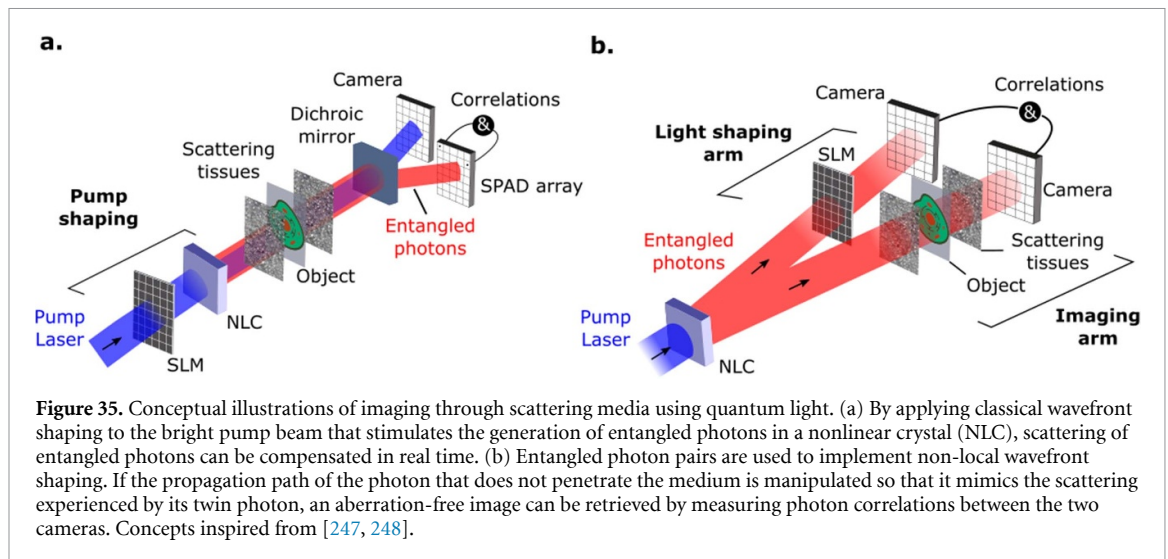 a.
Camera
Correlations
Dichroic
mirror
&
Scattering
tissues
SPAD array
Pump
shaping
Entangled
photons
Object
Pump
Laser
NLC
SLM
b.
Camera
Correlations
&
Light shaping
arm
SLM
Camera
Entangled
photons
Scattering
tissues
Object
Pump
Laser
Imaging
arm
NLC
Figure 35. Conceptual illustrations of imaging through scattering media using quantum light. (a) By applying classical wavefront
shaping to the bright pump beam that stimulates the generation of entangled photons in a nonlinear crystal (NLC), scattering of
entangled photons can be compensated in real time. (b) Entangled photon pairs are used to implement non-local wavefront
shaping. If the propagation path of the photon that does not penetrate the medium is manipulated so that it mimics the scattering
experienced by its twin photon, an aberration-free image can be retrieved by measuring photon correlations between the two
cameras. Concepts inspired from [247, 248].